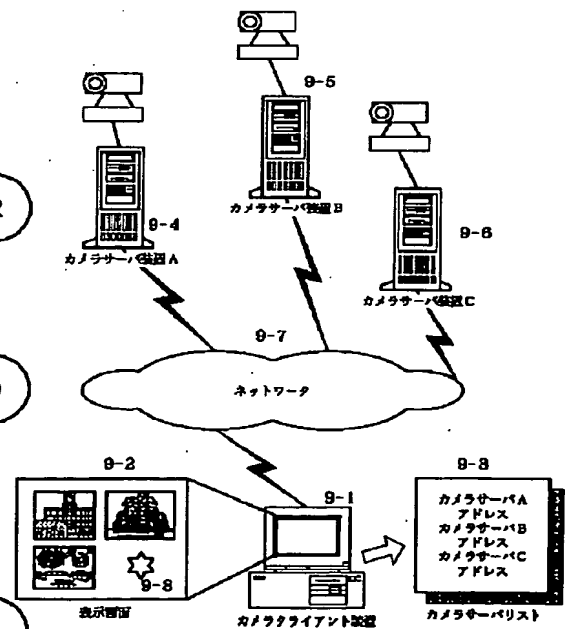 9-5
9-4
カメラサーバ装置B
9-6
カメラサーバ装置A
カメラサーバ装置C
9-7
ネットワーク
9-2
9-1
9-3
カメラサーバA
アドレス
カメラサーバB
アドレス
カメラサーバC
アドレス
9-8
表示画面
カメラクライアント装置
カメラサーバリスト